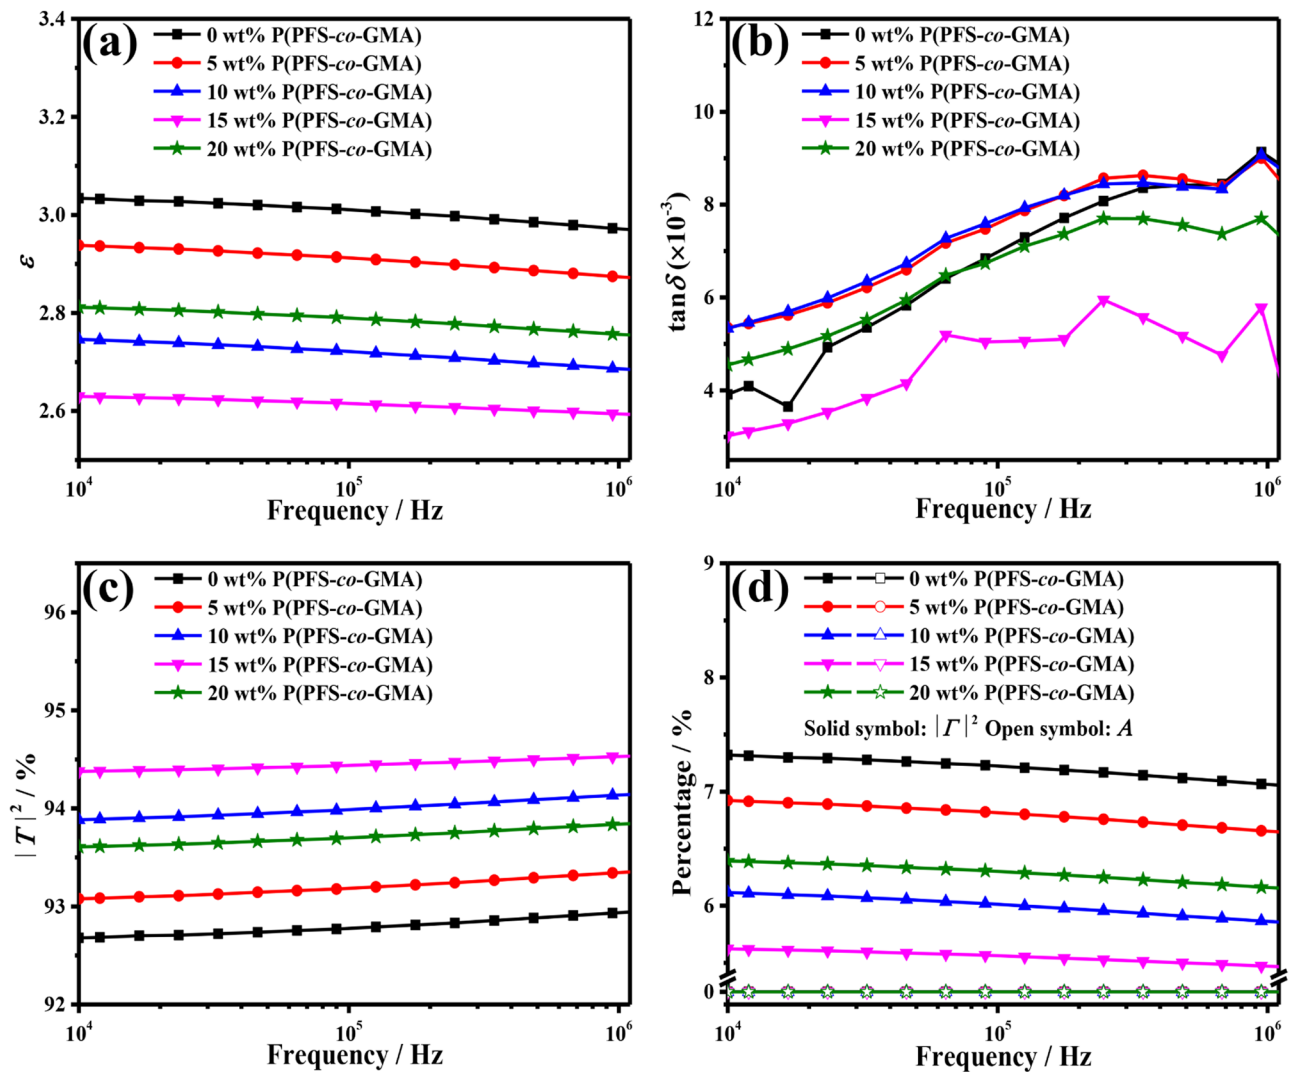 (a)
0 wt% P(PFS-co-GMA)
5 wt% P(PFS-co-GMA)
10 wt% P(PFS-co-GMA)
15 wt% P(PFS-co-GMA)
20 wt% P(PFS-co-GMA)
3.4
3.2
3.0
2.8
2.6
ε
10⁴
10⁵
10⁶
Frequency / Hz
(b)
0 wt% P(PFS-co-GMA)
5 wt% P(PFS-co-GMA)
10 wt% P(PFS-co-GMA)
15 wt% P(PFS-co-GMA)
20 wt% P(PFS-co-GMA)
12
10
8
6
4
tanδ (×10⁻³)
10⁴
10⁵
10⁶
Frequency / Hz
(c)
0 wt% P(PFS-co-GMA)
5 wt% P(PFS-co-GMA)
10 wt% P(PFS-co-GMA)
15 wt% P(PFS-co-GMA)
20 wt% P(PFS-co-GMA)
96
95
94
93
92
|T|² / %
10⁴
10⁵
10⁶
Frequency / Hz
(d)
0 wt% P(PFS-co-GMA)
5 wt% P(PFS-co-GMA)
10 wt% P(PFS-co-GMA)
15 wt% P(PFS-co-GMA)
20 wt% P(PFS-co-GMA)
Solid symbol: |Γ|² Open symbol: A
9
8
7
6
0
Percentage / %
10⁴
10⁵
10⁶
Frequency / Hz